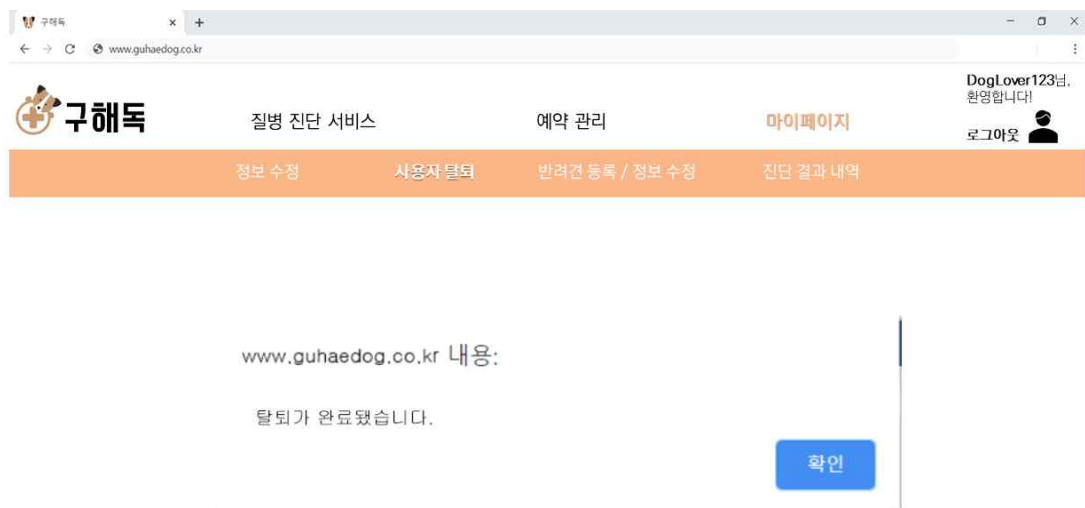 구해독
www.guhaedog.co.kr
구해독
질병 진단 서비스
예약 관리
마이페이지
DogLover123님,
환영합니다!
로그아웃
정보 수정
사용자 탈퇴
반려견 등록 / 정보 수정
진단 결과 내역
www.guhaedog.co.kr 내용:
탈퇴가 완료됐습니다.
확인